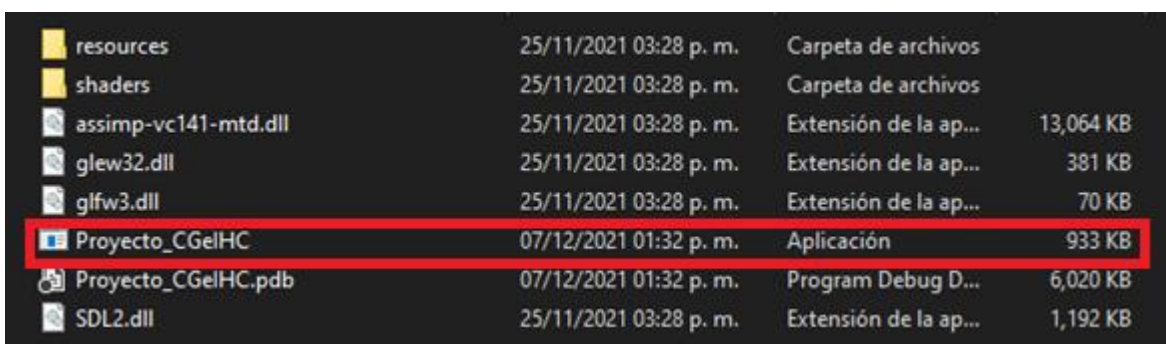 resources 25/11/2021 03:28 p. m. Carpeta de archivos
shaders 25/11/2021 03:28 p. m. Carpeta de archivos
assimp-vc141-mtd.dll 25/11/2021 03:28 p. m. Extensión de la ap... 13,064 KB
glew32.dll 25/11/2021 03:28 p. m. Extensión de la ap... 381 KB
glfw3.dll 25/11/2021 03:28 p. m. Extensión de la ap... 70 KB
Proyecto_CGeIHC 07/12/2021 01:32 p. m. Aplicación 933 KB
Proyecto_CGeIHC.pdb 07/12/2021 01:32 p. m. Program Debug D... 6,020 KB
SDL2.dll 25/11/2021 03:28 p. m. Extensión de la ap... 1,192 KB